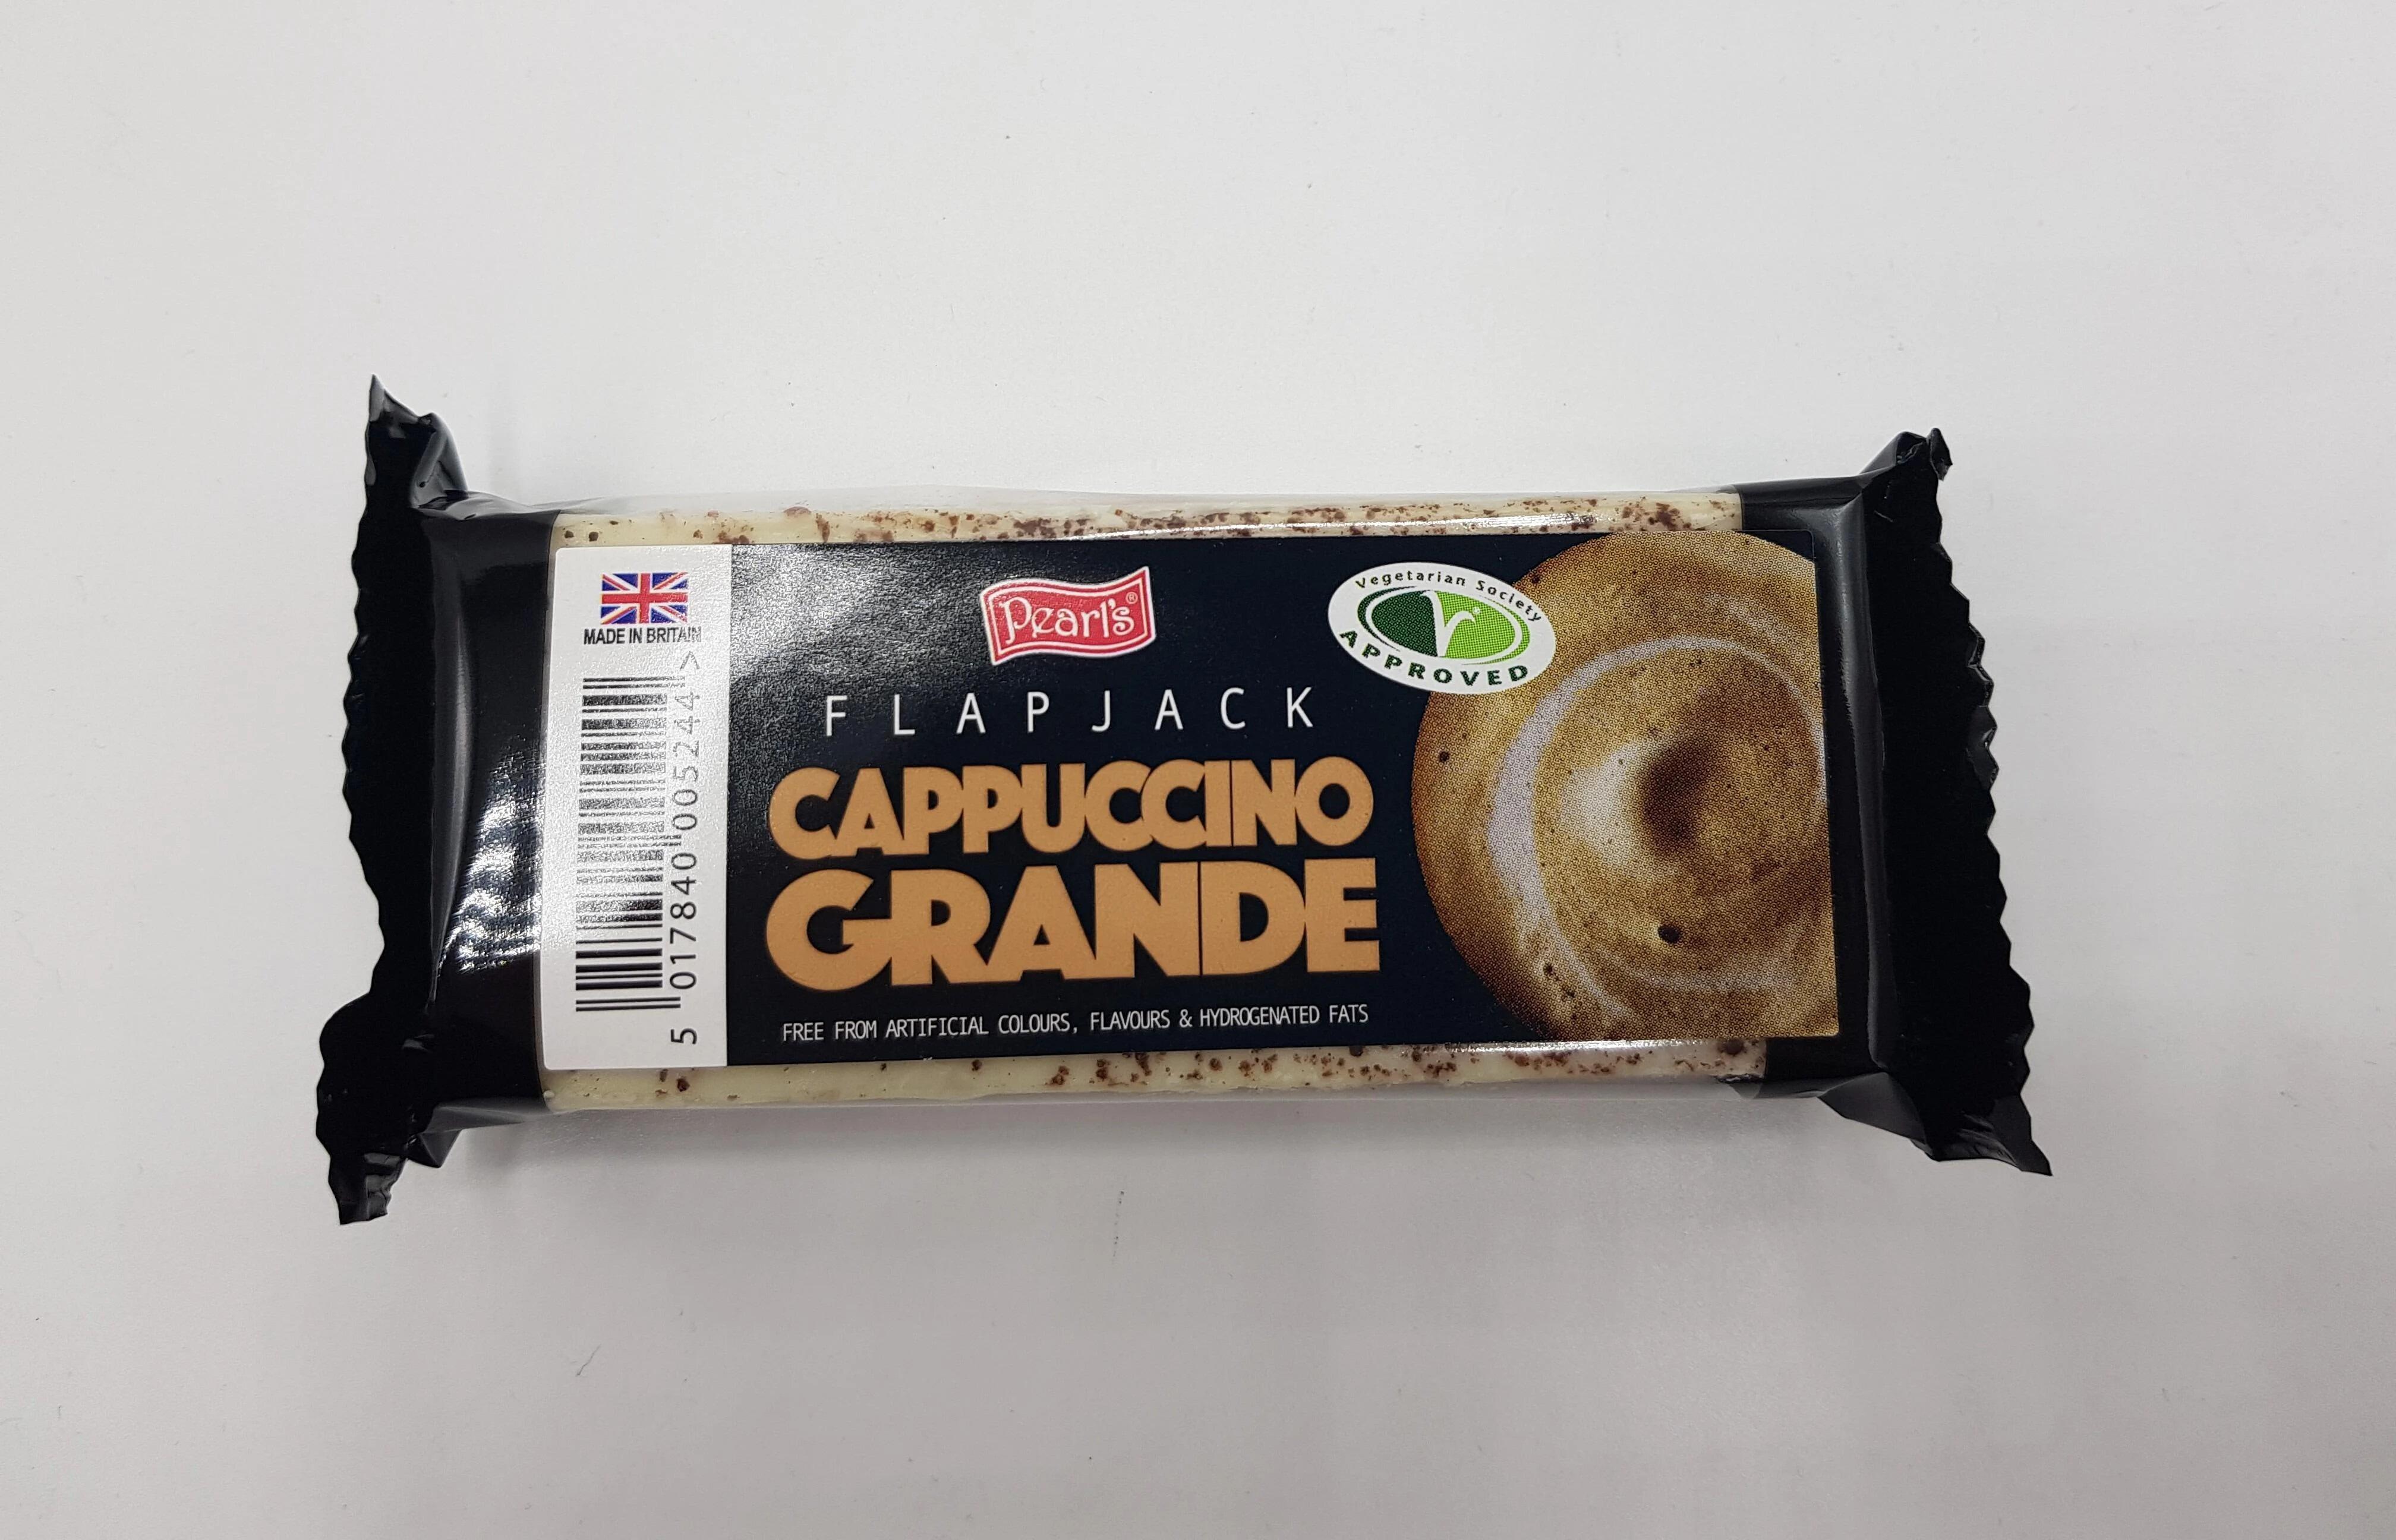 MADE IN BRITAIN
5 017840 005244 >
Pearl's®
Vegetarian Society
APPROVED
FLAPJACK
CAPPUCCINO
GRANDE
FREE FROM ARTIFICIAL COLOURS, FLAVOURS & HYDROGENATED FATS